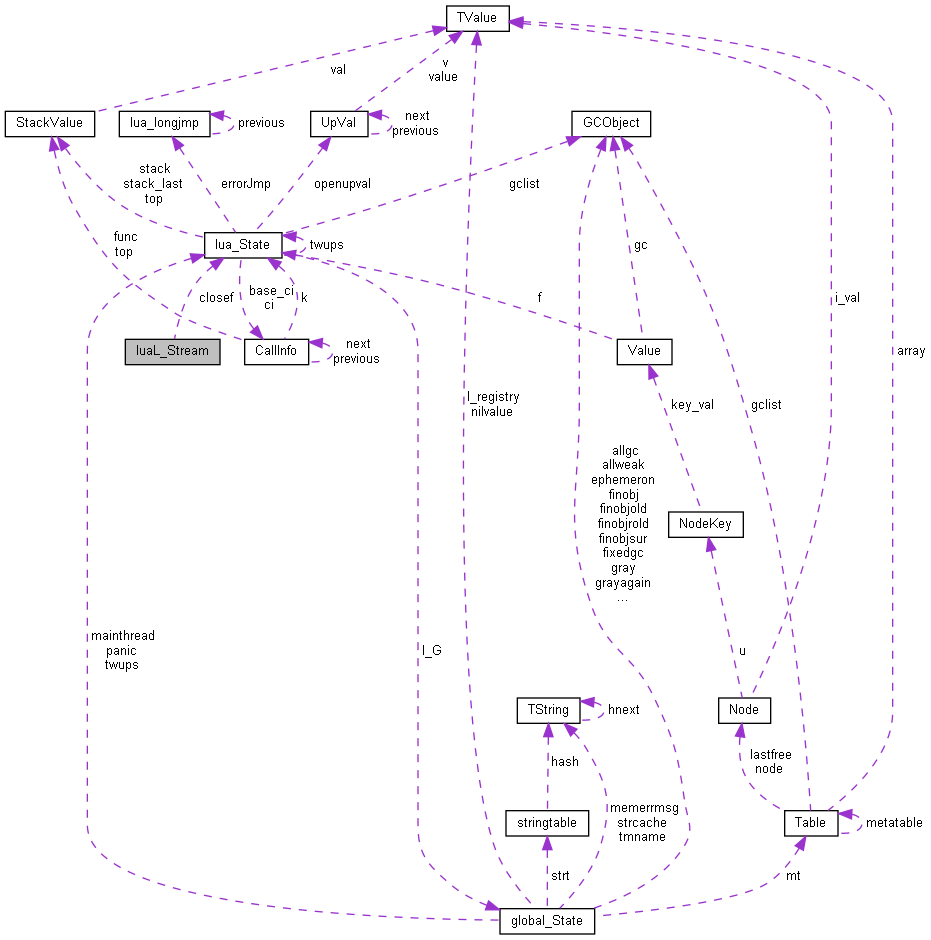 TValue
val
v
value
StackValue
lua_longjmp
previous
UpVal
next
previous
GCObject
stack
stack_last
top
errorJmp
openupval
gclist
func
top
lua_State
twups
gc
closef
base_ci
ci
k
f
i_val
luaL_Stream
CallInfo
next
previous
Value
array
l_registry
nilvalue
key_val
gclist
allgc
allweak
ephemeron
finobj
finobjold
finobjrold
finobjsur
fixedgc
gray
grayagain
...
NodeKey
mainthread
panic
twups
l_G
u
TString
hnext
Node
hash
lastfree
node
memerrmsg
strcache
tmname
stringtable
Table
metatable
strt
mt
global_State